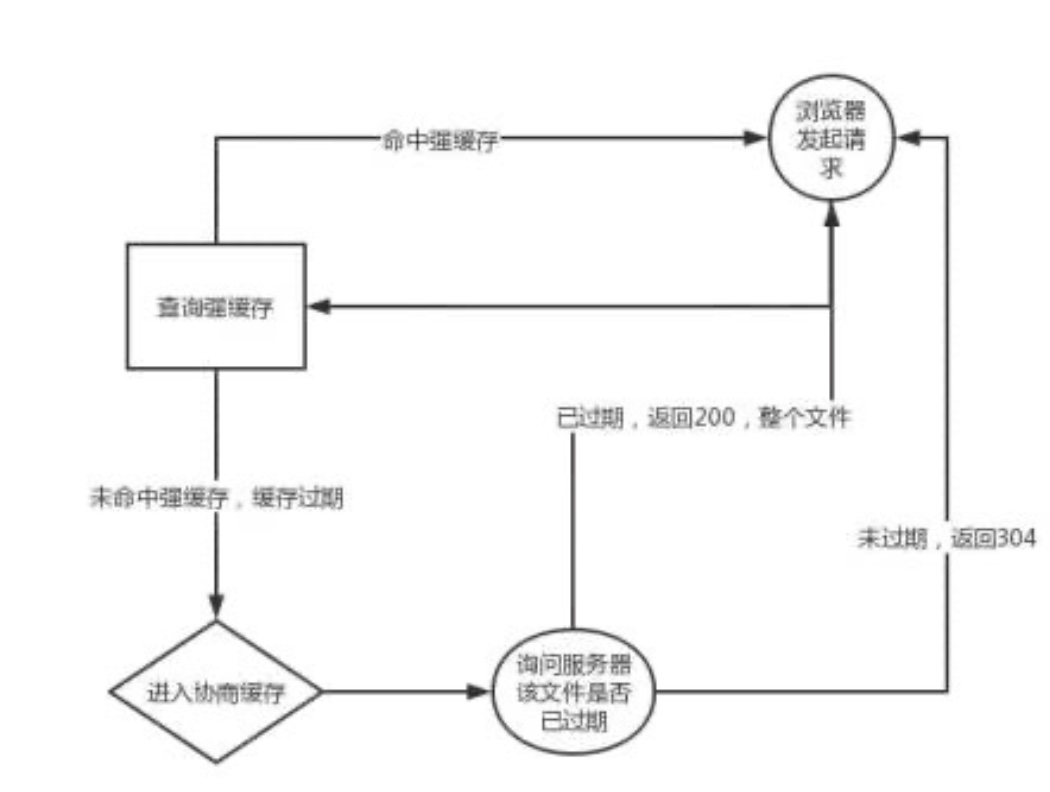 浏览器
发起请
求
命中强缓存
查询强缓存
已过期，返回200，整个文件
未命中强缓存，缓存过期
未过期，返回304
询问服务器
该文件是否
已过期
进入协商缓存